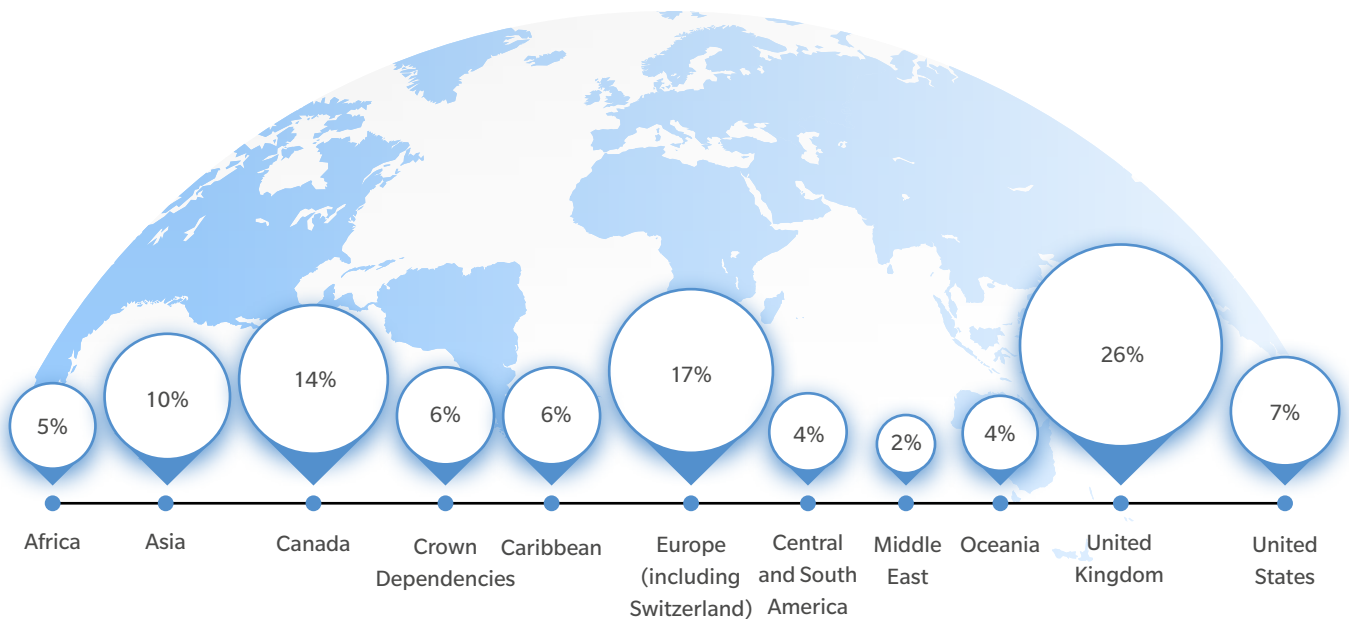 5%
10%
14%
6%
6%
17%
4%
2%
4%
26%
7%
Africa
Asia
Canada
Crown
Dependencies
Caribbean
Europe
(including
Switzerland)
Central
and South
America
Middle
East
Oceania
United
Kingdom
United
States